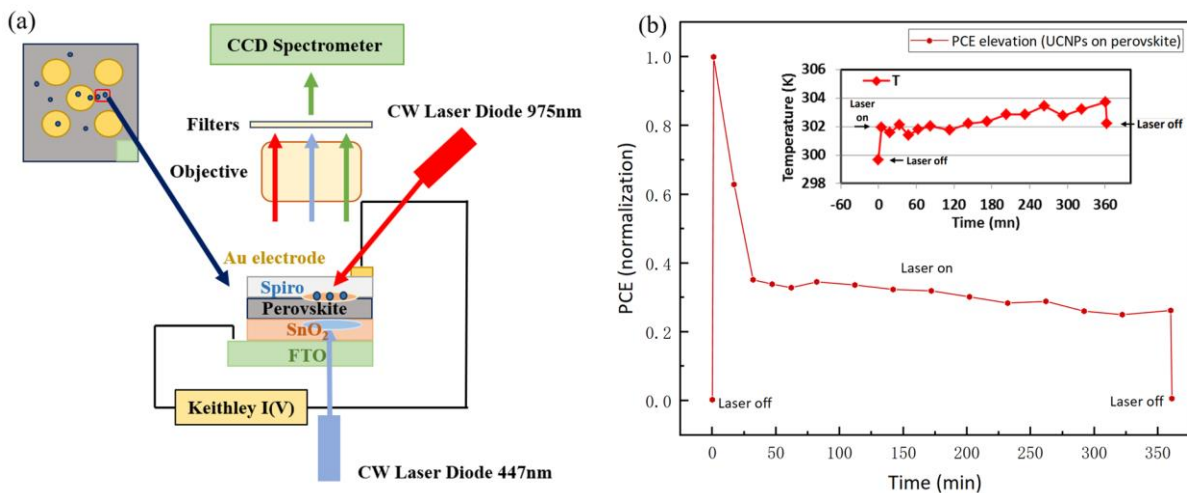 (a)
CCD Spectrometer
CW Laser Diode 975nm
Filters
Objective
Au electrode
Spiro
Perovskite
SnO₂
FTO
Keithley I(V)
CW Laser Diode 447nm
(b)
PCE elevation (UCNPs on perovskite)
PCE (normalization)
1.0
0.8
0.6
0.4
0.2
0.0
Laser off
Laser on
Laser off
0 50 100 150 200 250 300 350
Time (min)
T
Temperature (K)
306
304
302
300
298
Laser
on
Laser off
Laser off
-60 0 60 120 180 240 300 360
Time (mn)